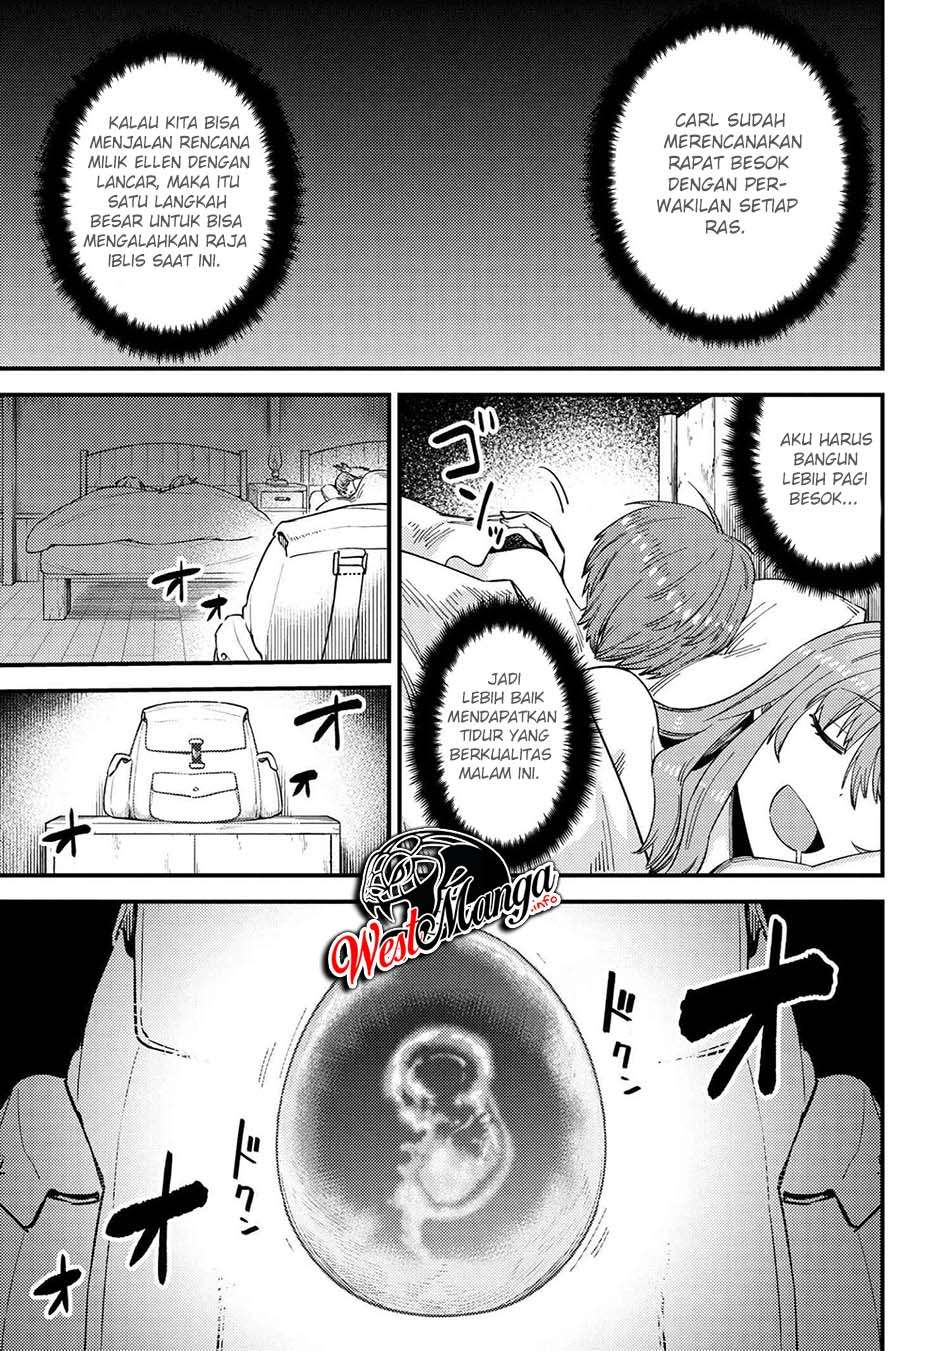 CARL SUDAH
MERENCANAKAN
RAPAT BESOK
DENGAN PER-
WAKILAN SETIAP
RAS.
KALAU KITA BISA
MENJALAN RENCANA
MILIK ELLEN DENGAN
LANCAR, MAKA ITU
SATU LANGKAH
BESAR UNTUK BISA
MENGALAHKAN RAJA
IBLIS SAAT INI.
AKU HARUS
BANGUN
LEBIH PAGI
BESOK...
ゴソッ
JADI
LEBIH BAIK
MENDAPATKAN
TIDUR YANG
BERKUALITAS
MALAM INI.
オオオ
オオ
WestManga
.info
オオ
ドクン
ドクン
オオ